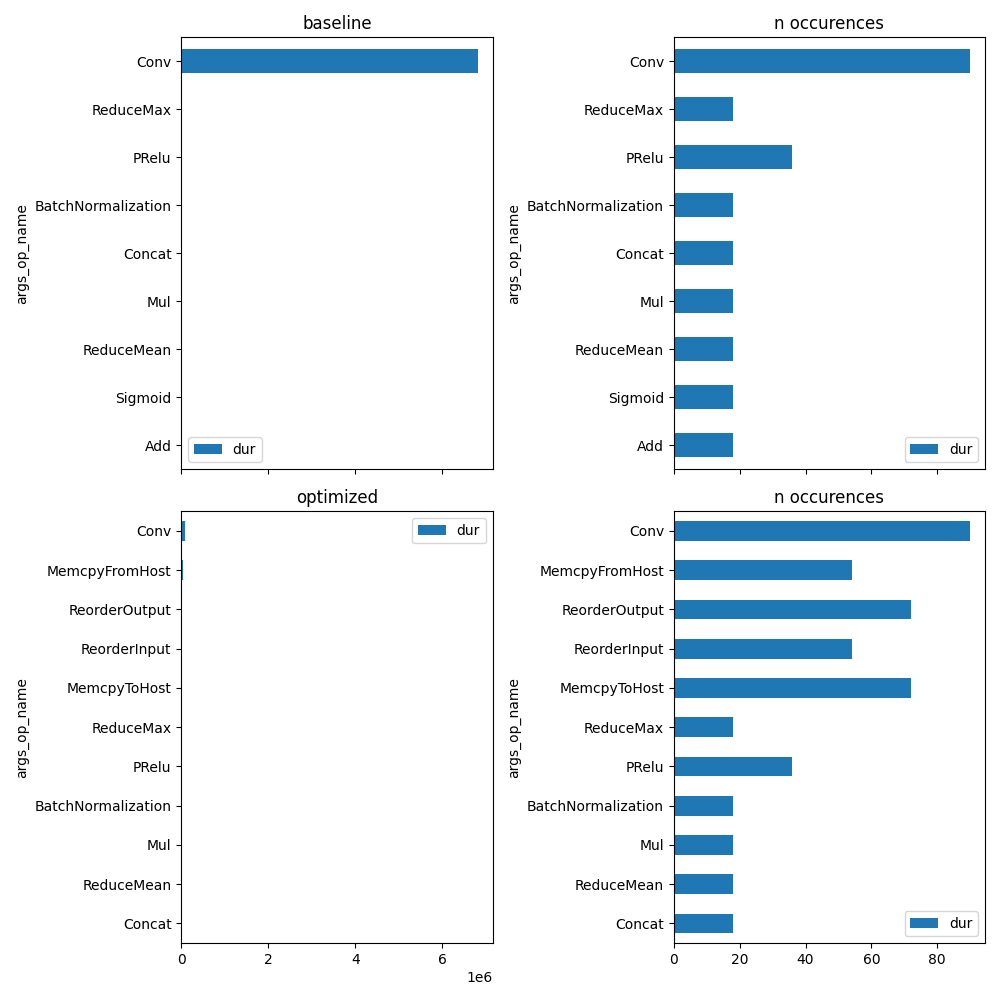 baseline
args_op_name
Conv
ReduceMax
PRelu
BatchNormalization
Concat
Mul
ReduceMean
Sigmoid
Add
dur
n occurences
args_op_name
Conv
ReduceMax
PRelu
BatchNormalization
Concat
Mul
ReduceMean
Sigmoid
Add
dur
optimized
args_op_name
Conv
MemcpyFromHost
ReorderOutput
ReorderInput
MemcpyToHost
ReduceMax
PRelu
BatchNormalization
Mul
ReduceMean
Concat
dur
0 2 4 6
1e6
n occurences
args_op_name
Conv
MemcpyFromHost
ReorderOutput
ReorderInput
MemcpyToHost
ReduceMax
PRelu
BatchNormalization
Mul
ReduceMean
Concat
dur
0 20 40 60 80